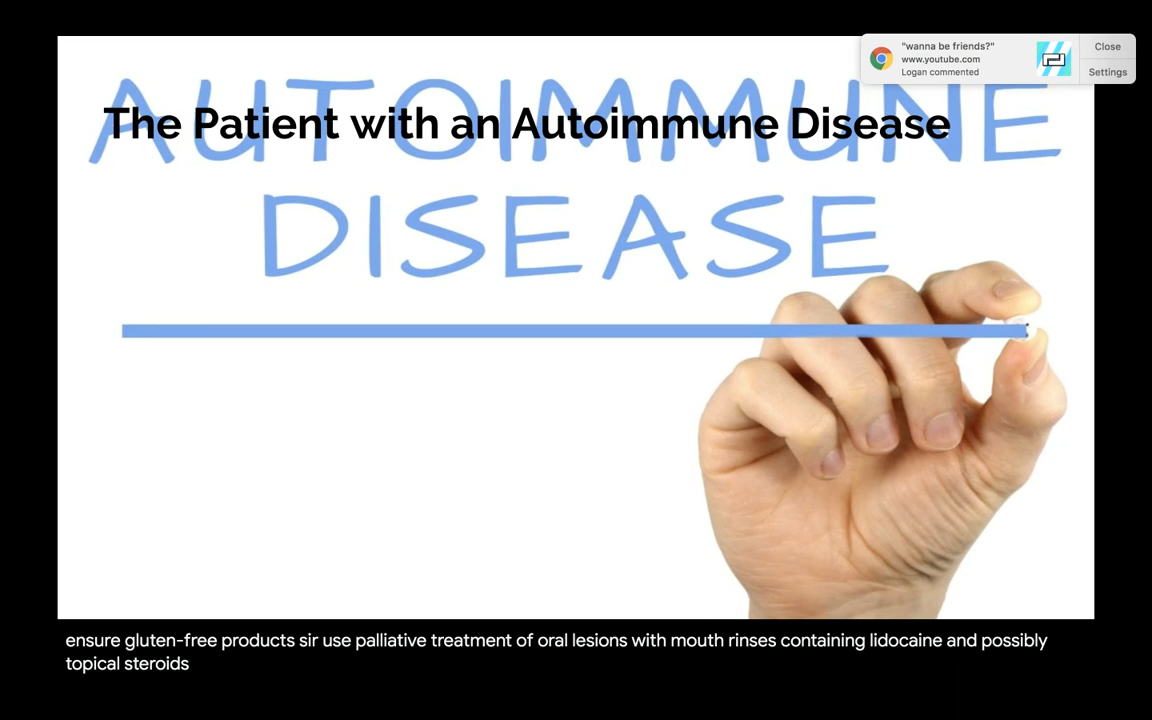 "wanna be friends?"
www.youtube.com
Logan commented
Close
Settings
AUTOIMMUNE
The Patient with an Autoimmune Disease
DISEASE
ensure gluten-free products sir use palliative treatment of oral lesions with mouth rinses containing lidocaine and possibly
topical steroids